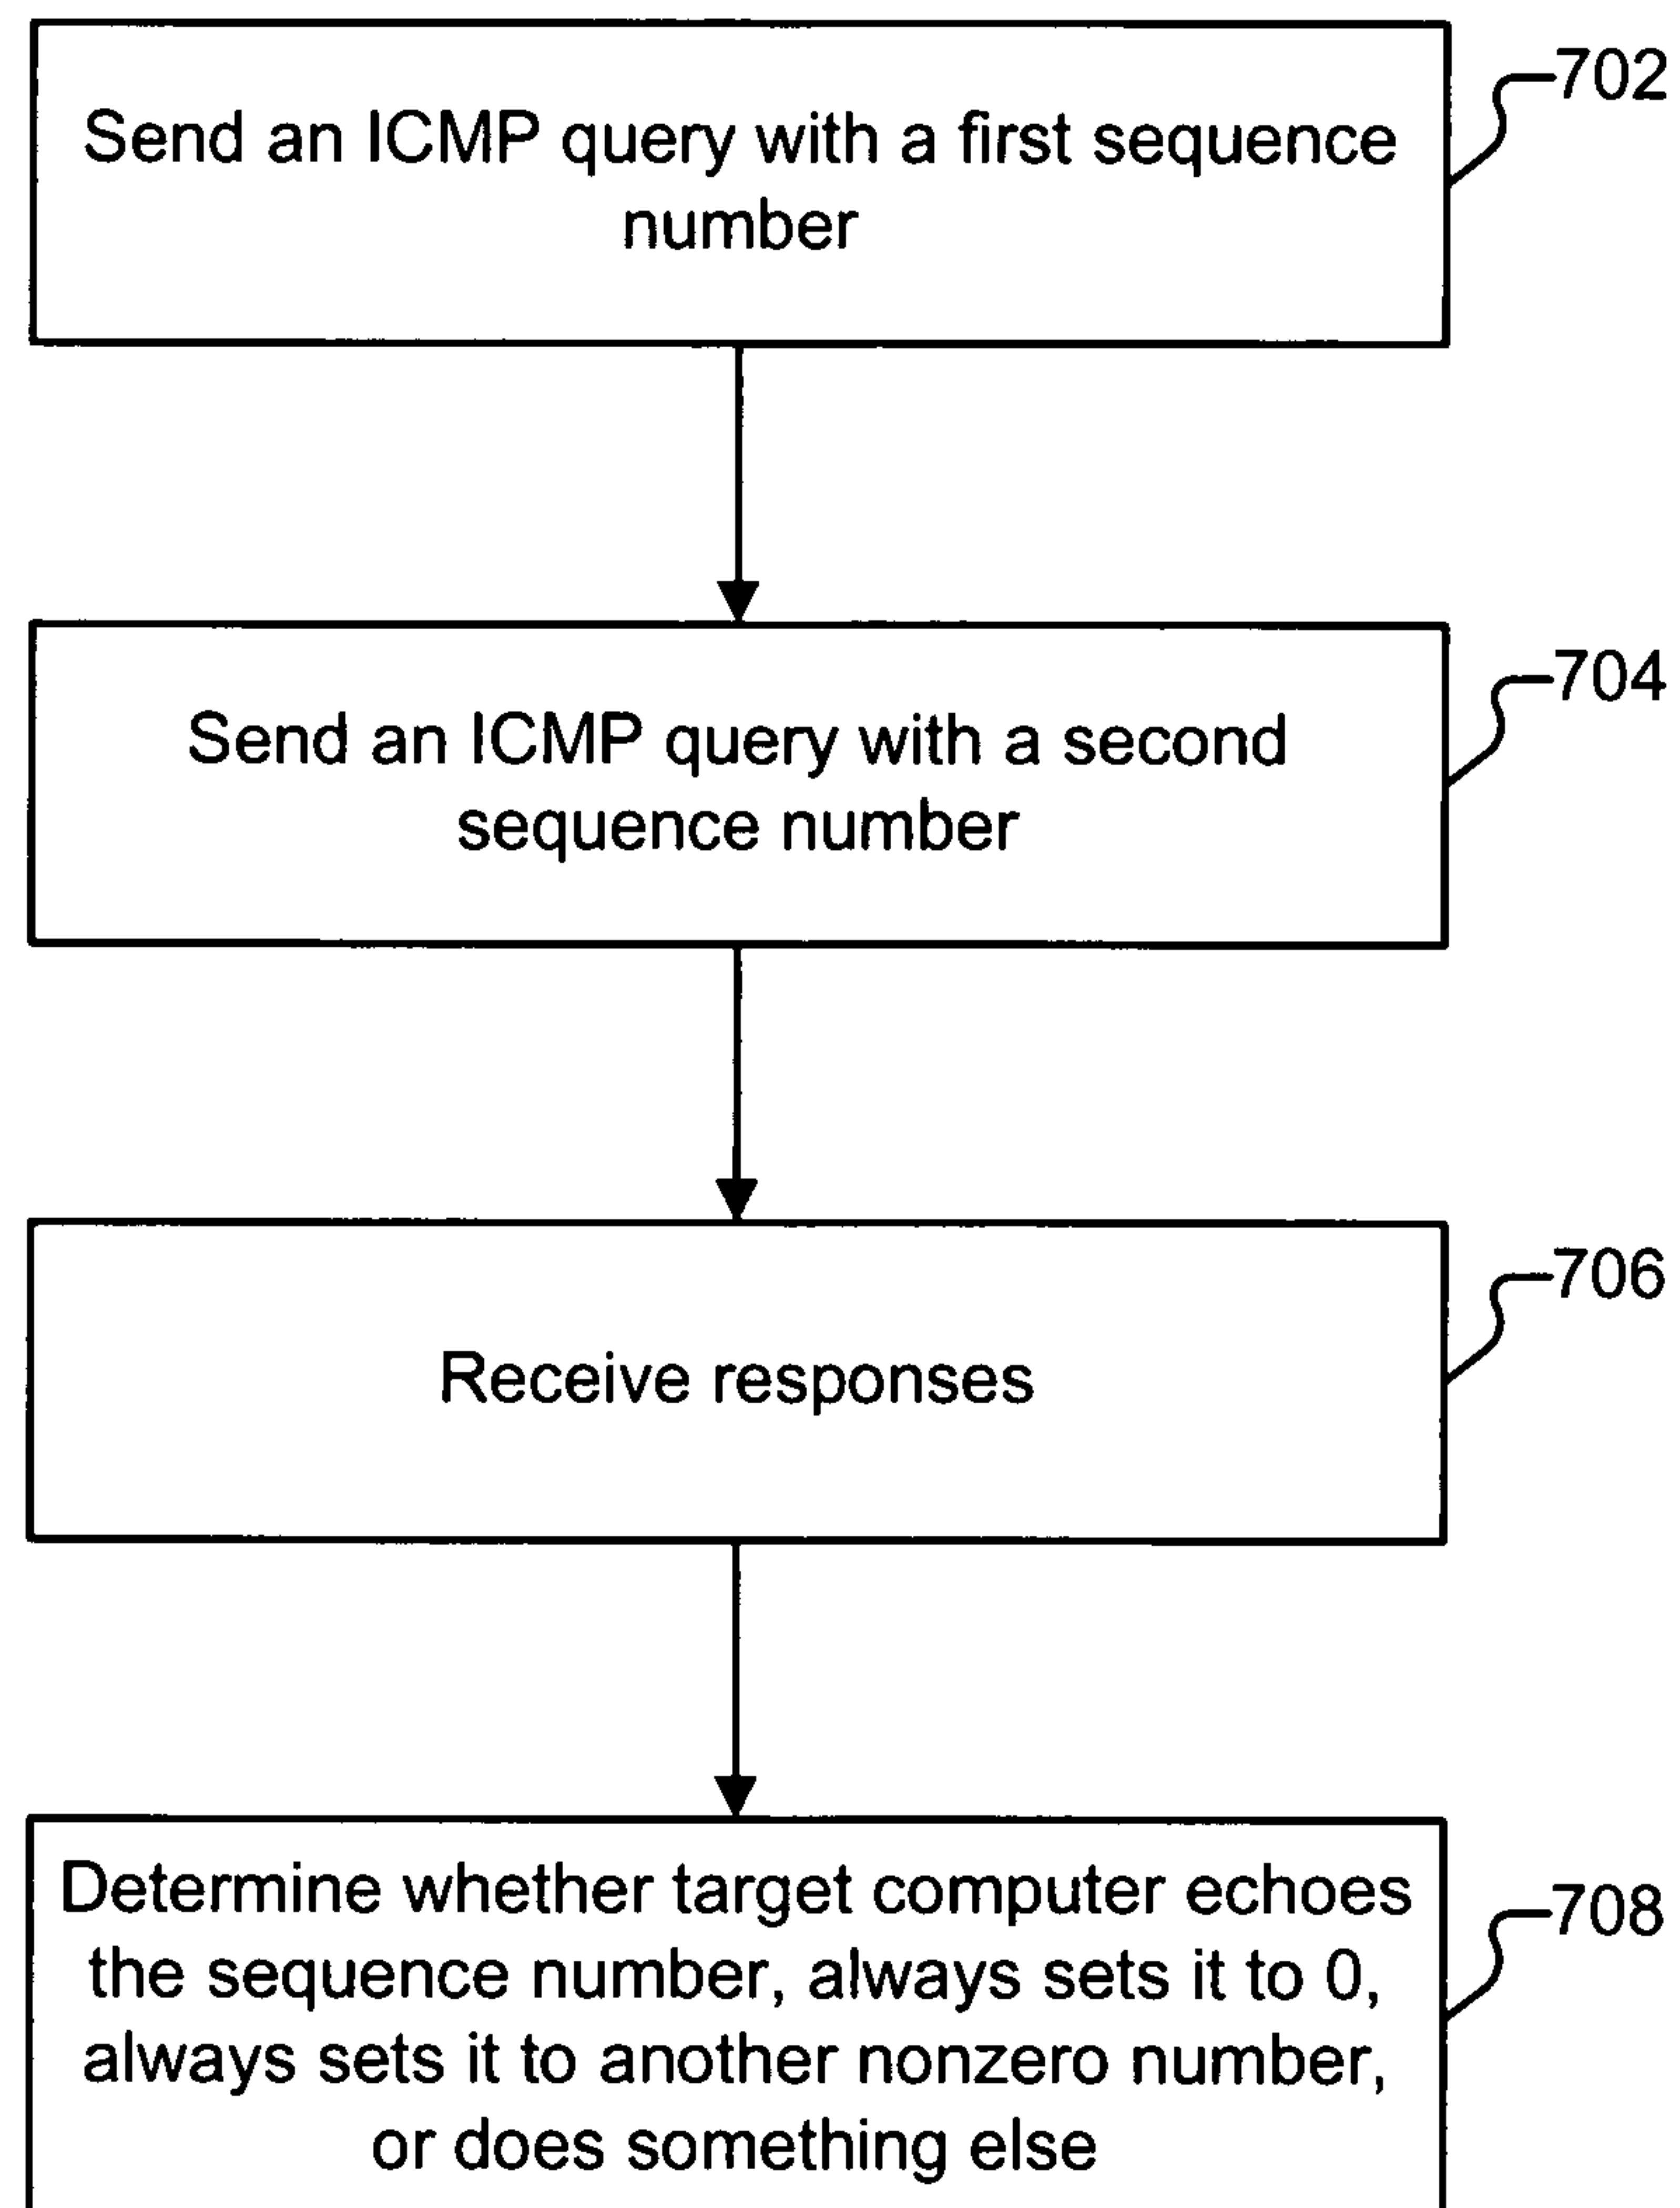 702
Send an ICMP query with a first sequence
number
704
Send an ICMP query with a second
sequence number
706
Receive responses
708
Determine whether target computer echoes
the sequence number, always sets it to 0,
always sets it to another nonzero number,
or does something else